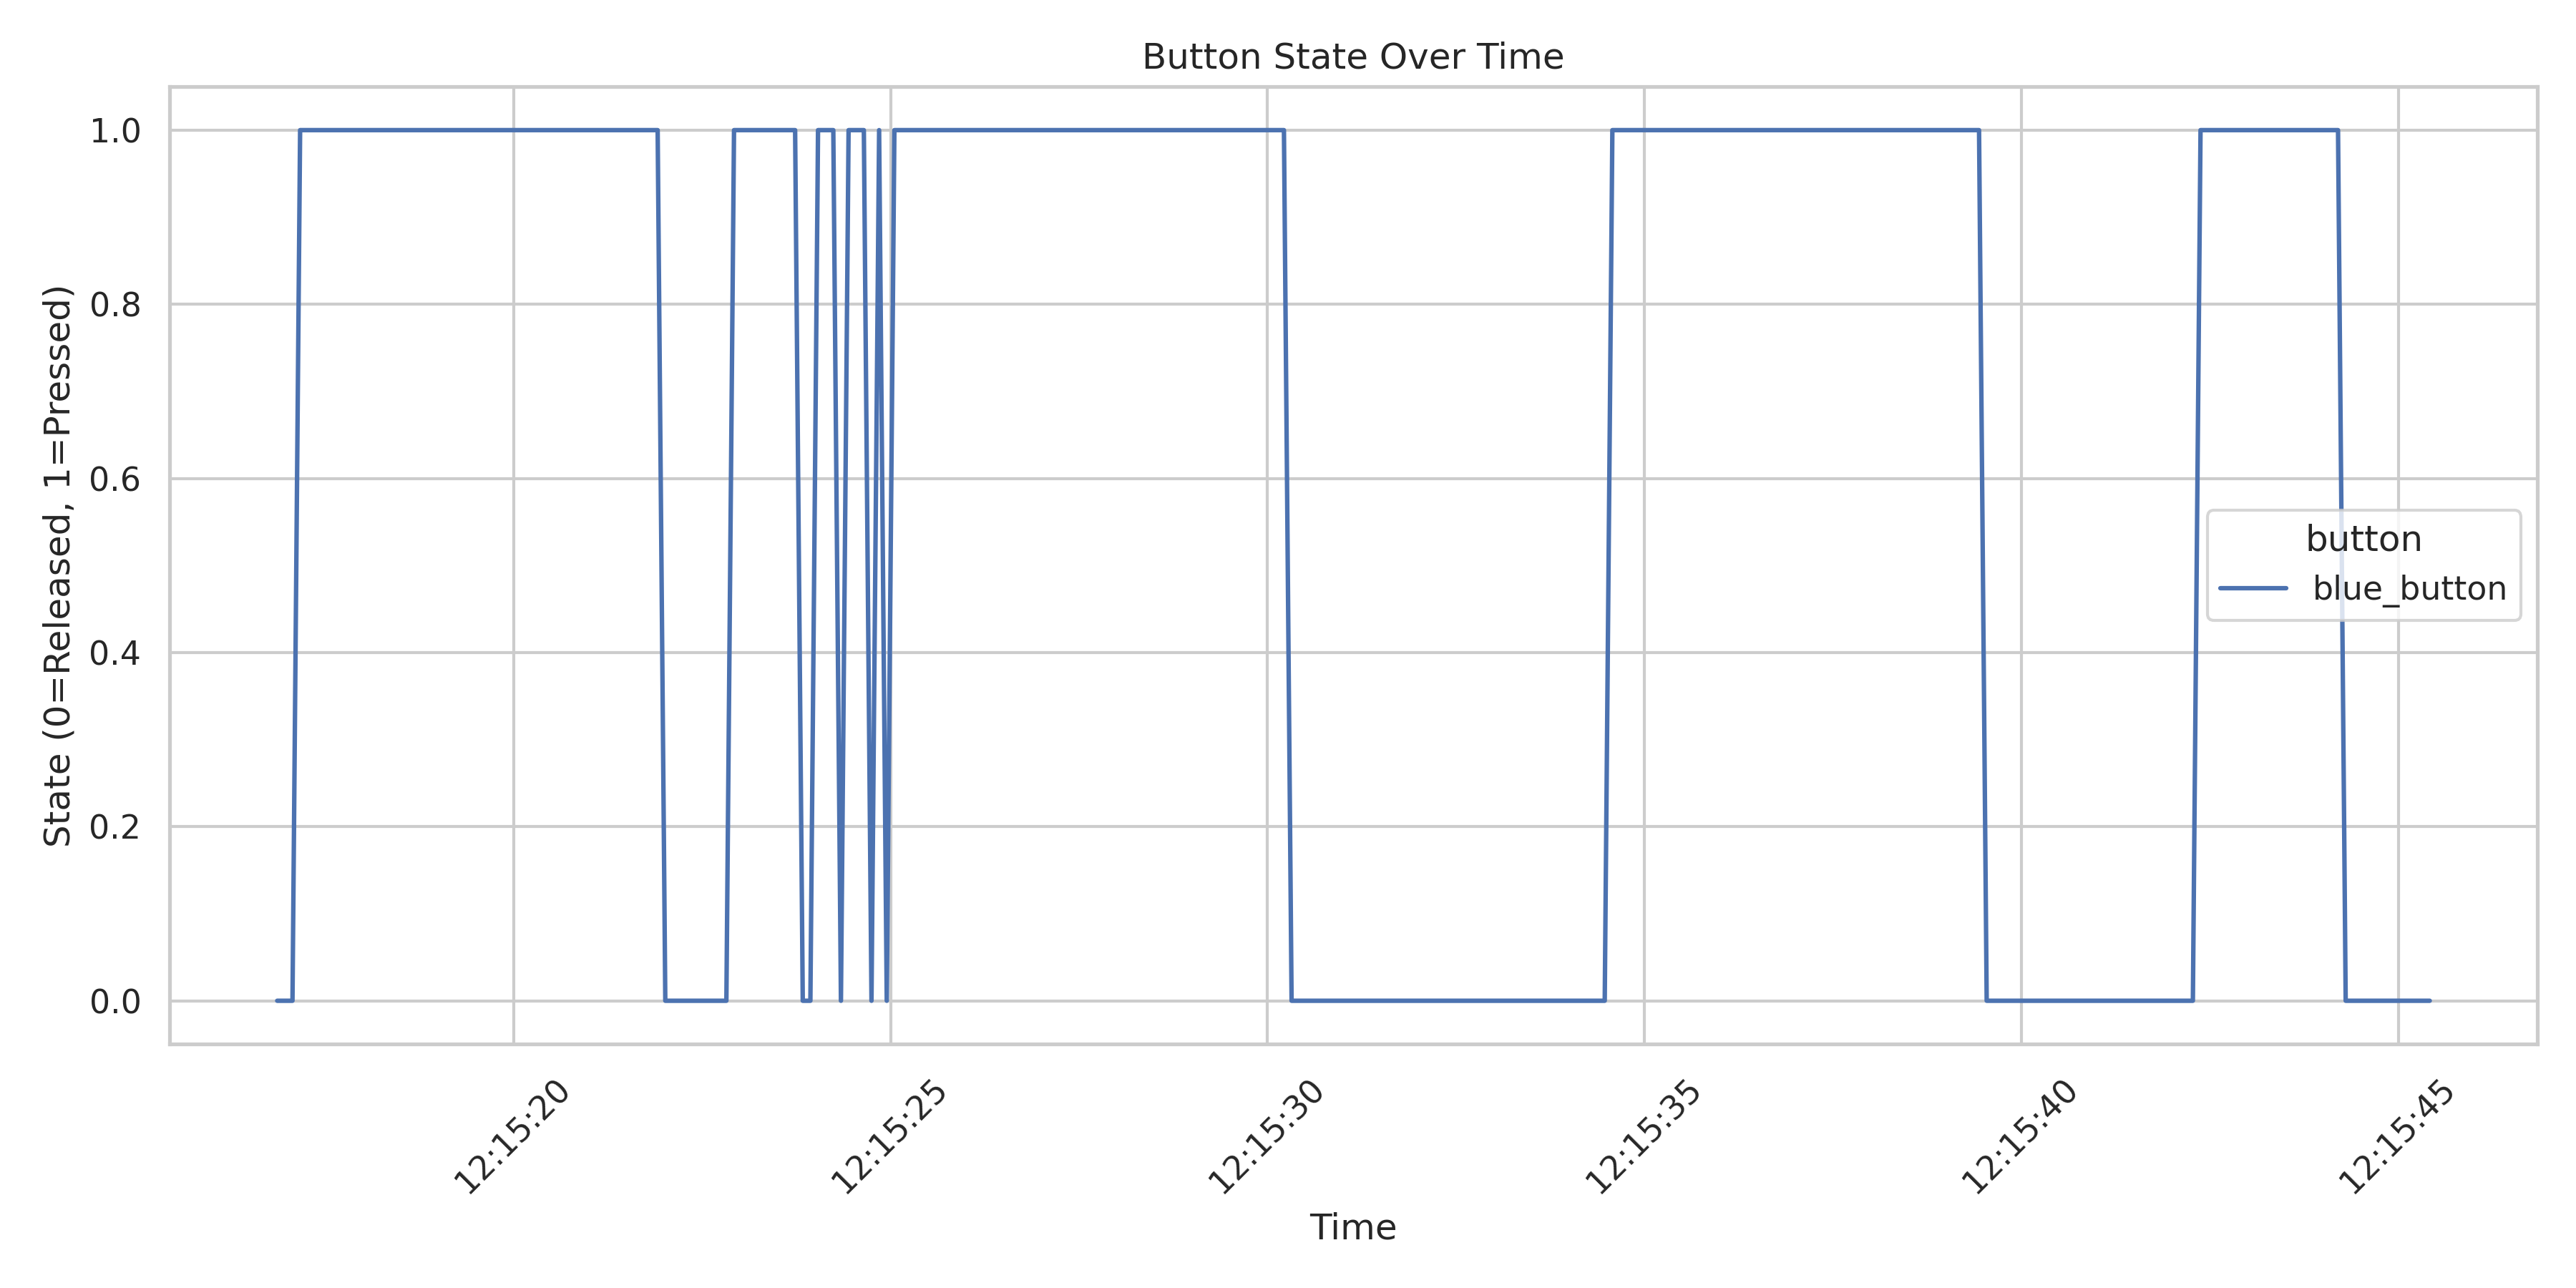 Button State Over Time
State (0=Released, 1=Pressed)
1.0
0.8
0.6
0.4
0.2
0.0
button
blue_button
12:15:20
12:15:25
12:15:30
12:15:35
12:15:40
12:15:45
Time